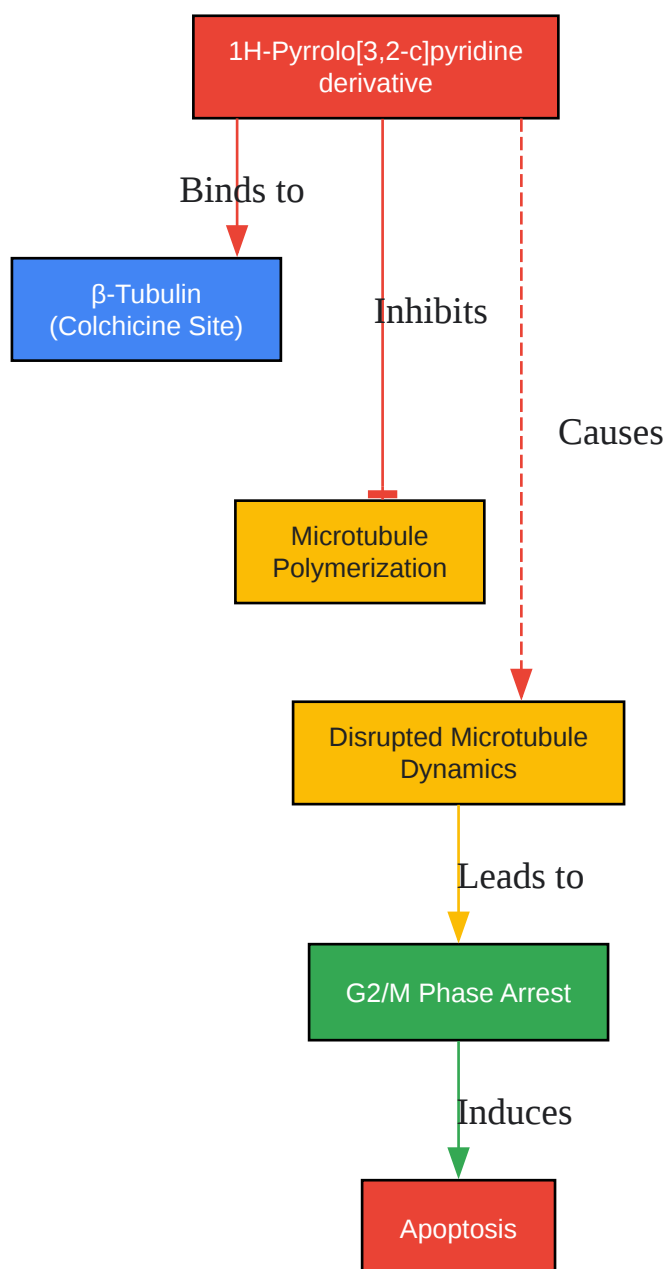 1H-Pyrrolo[3,2-c]pyridine
derivative
Binds to
β-Tubulin
(Colchicine Site)
Inhibits
Causes
Microtubule
Polymerization
Disrupted Microtubule
Dynamics
Leads to
G2/M Phase Arrest
Induces
Apoptosis